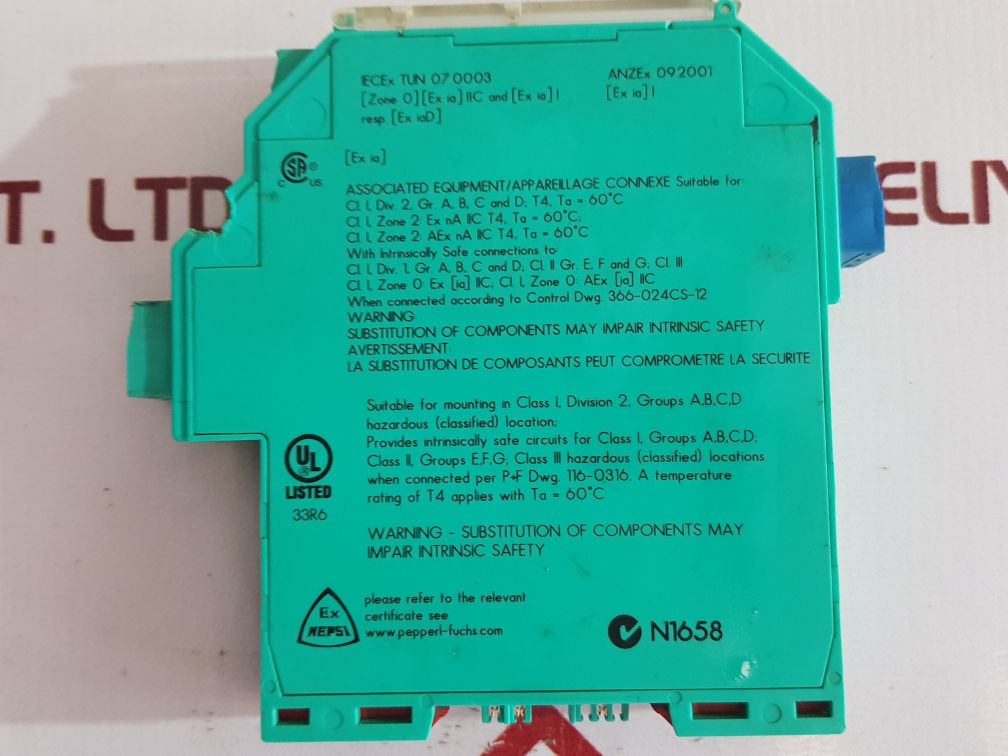 IECEx TUN 07.0003
ANZEx 09.2001
[Zone 0] [Ex ia] IIC and [Ex ia] I
[Ex ia] I
resp. [Ex iaD]
[Ex ia]
SA
C US
ASSOCIATED EQUIPMENT/APPAREILLAGE CONNEXE Suitable for:
Cl. I, Div. 2, Gr. A, B, C and D; T4, Ta = 60°C
Cl. I, Zone 2: Ex nA IIC T4, Ta = 60°C;
Cl. I, Zone 2: AEx nA IIC T4, Ta = 60°C
With Intrinsically Safe connections to:
Cl. I, Div. 1, Gr. A, B, C and D; Cl. II Gr. E, F and G; Cl. III
Cl. I, Zone 0: Ex [ia] IIC; Cl. I, Zone 0: AEx [ia] IIC
When connected according to Control Dwg. 366-024CS-12
WARNING:
SUBSTITUTION OF COMPONENTS MAY IMPAIR INTRINSIC SAFETY
AVERTISSEMENT:
LA SUBSTITUTION DE COMPOSANTS PEUT COMPROMETRE LA SECURITE
Suitable for mounting in Class I, Division 2, Groups A,B,C,D
hazardous (classified) location;
Provides intrinsically safe circuits for Class I, Groups A,B,C,D;
Class II, Groups E,F,G; Class III hazardous (classified) locations
when connected per P+F Dwg. 116-0316. A temperature
rating of T4 applies with Ta = 60°C.
UL
LISTED
33R6
WARNING - SUBSTITUTION OF COMPONENTS MAY
IMPAIR INTRINSIC SAFETY
Ex
NEPSI
please refer to the relevant
certificate see
www.pepperl-fuchs.com
N1658
T. LTD
ELIV